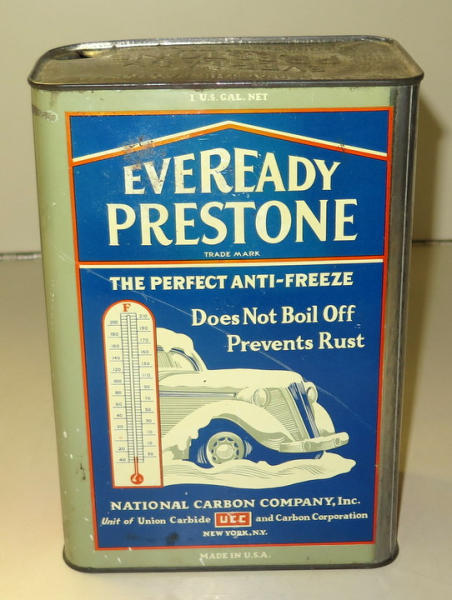 1 U.S. GAL. NET
EVEREADY
PRESTONE
TRADE MARK
THE PERFECT ANTI-FREEZE
Does Not Boil Off
Prevents Rust
F
NATIONAL CARBON COMPANY, Inc.
Unit of Union Carbide UCC and Carbon Corporation
NEW YORK, N.Y.
MADE IN U.S.A.